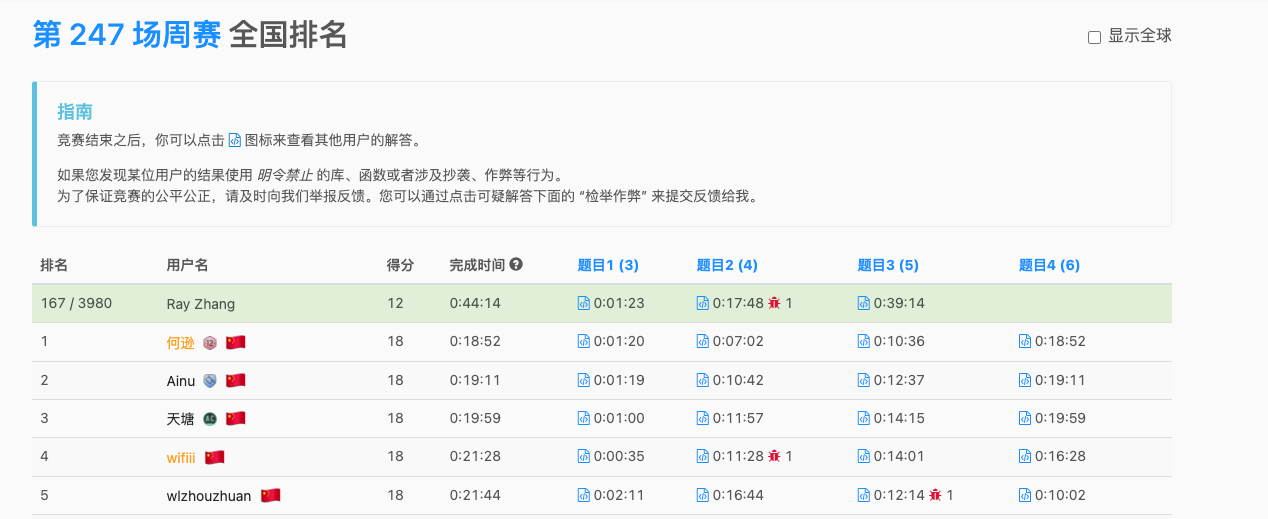 第 247 场周赛 全国排名
显示全球
指南
竞赛结束之后，你可以点击 图标来查看其他用户的解答。
如果您发现某位用户的结果使用 明令禁止 的库、函数或者涉及抄袭、作弊等行为。
为了保证竞赛的公平公正，请及时向我们举报反馈。您可以通过点击可疑解答下面的 “检举作弊” 来提交反馈给我。
排名 用户名 得分 完成时间 题目1 (3) 题目2 (4) 题目3 (5) 题目4 (6)
167 / 3980 Ray Zhang 12 0:44:14 0:01:23 0:17:48 1 0:39:14
1 何逊 18 0:18:52 0:01:20 0:07:02 0:10:36 0:18:52
2 Ainu 18 0:19:11 0:01:19 0:10:42 0:12:37 0:19:11
3 天塘 18 0:19:59 0:01:00 0:11:57 0:14:15 0:19:59
4 wifiii 18 0:21:28 0:00:35 0:11:28 1 0:14:01 0:16:28
5 wlzhouzhuan 18 0:21:44 0:02:11 0:16:44 0:12:14 1 0:10:02